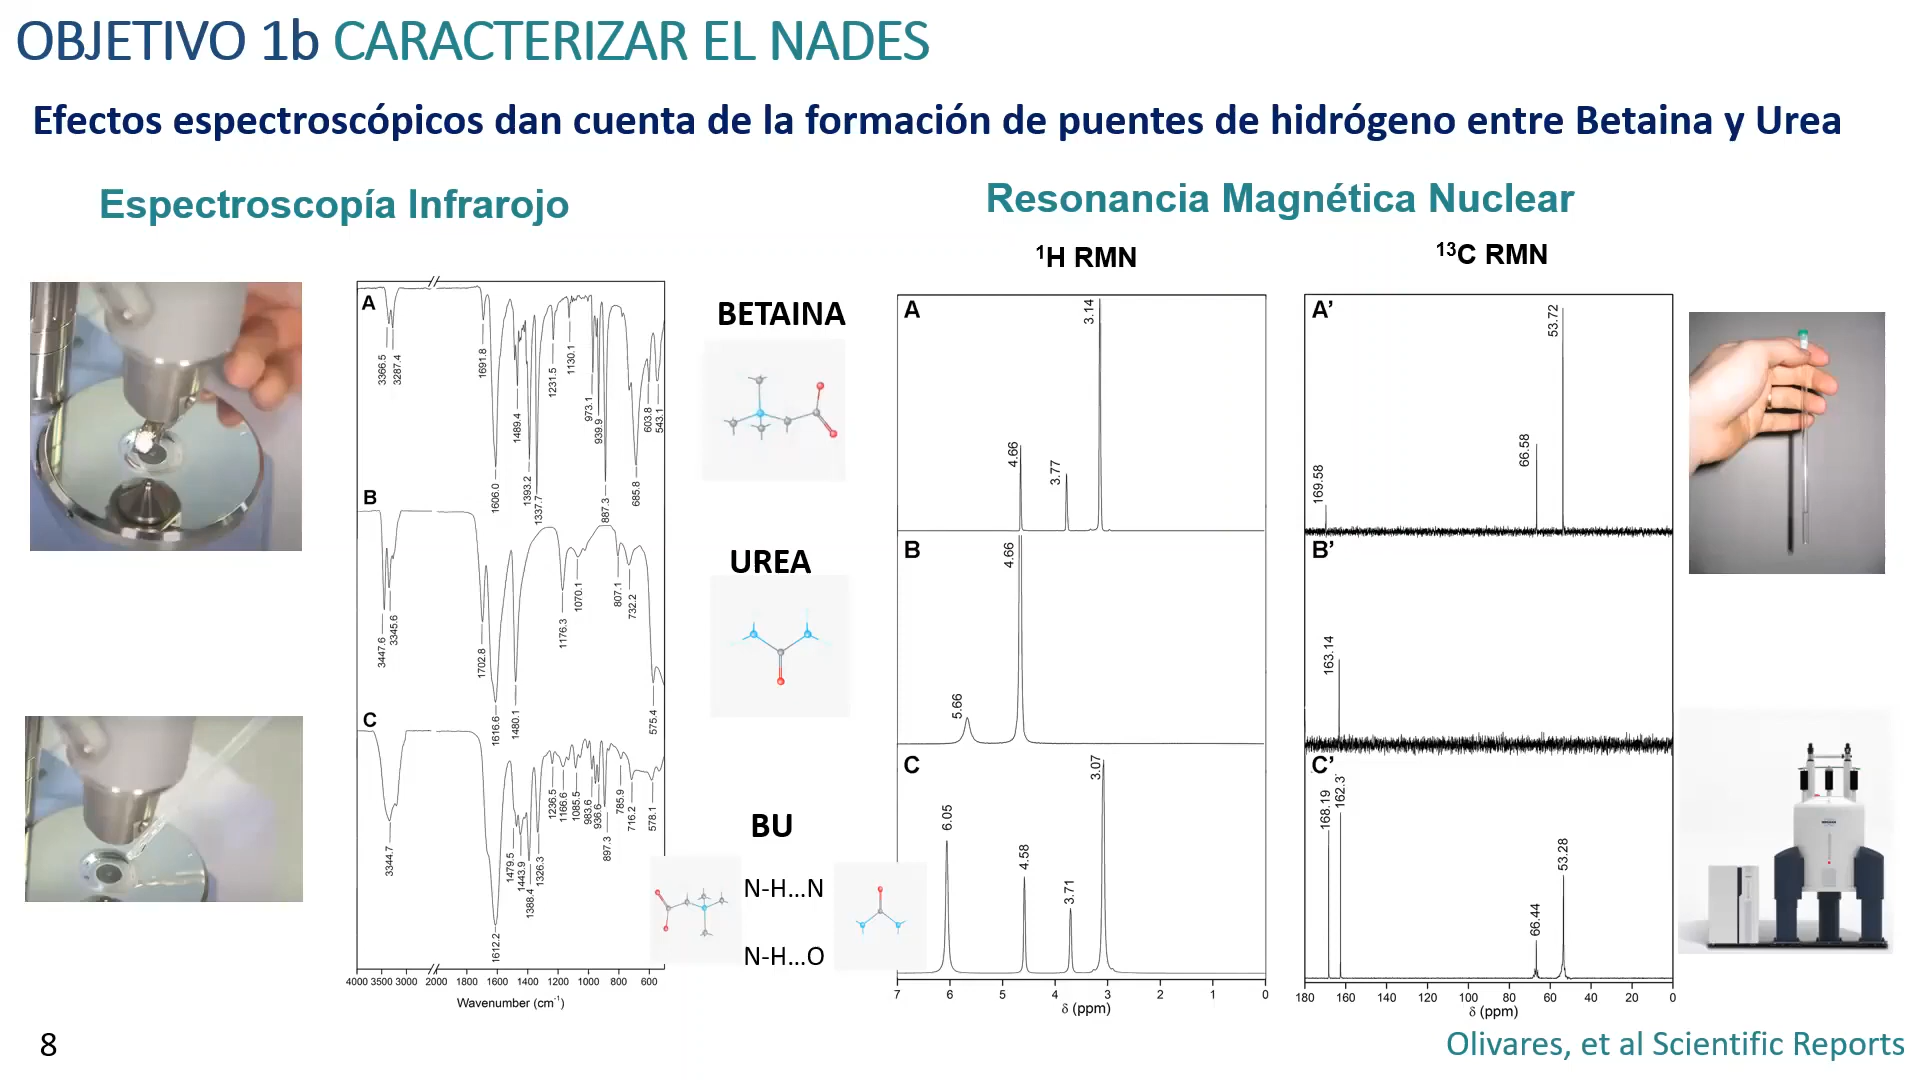 OBJETIVO 1b CARACTERIZAR EL NADES
Efectos espectroscópicos dan cuenta de la formación de puentes de hidrógeno entre Betaina y Urea
Espectroscopía Infrarojo
A
3366.5
3287.4
1691.8
1606.0
1489.4
1393.2
1337.7
1231.5
1130.1
973.1
939.9
887.3
685.8
603.8
543.1
B
3447.6
3345.6
1702.8
1616.6
1480.1
1176.3
1070.1
807.1
732.2
575.4
C
3344.7
1612.2
1479.5
1443.9
1388.4
1326.3
1236.5
1166.6
1085.5
983.6
936.6
897.3
785.9
716.2
578.1
4000 3500 3000 2000 1800 1600 1400 1200 1000 800 600
Wavenumber (cm⁻¹)
BETAINA
UREA
BU
N-H...N
N-H...O
Resonancia Magnética Nuclear
¹H RMN
A
4.66
3.77
3.14
B
5.66
4.66
C
6.05
4.58
3.71
3.07
7 6 5 4 3 2 1 0
δ (ppm)
¹³C RMN
A'
169.58
66.58
53.72
B'
163.14
C'
168.19
162.3
66.44
53.28
180 160 140 120 100 80 60 40 20 0
δ (ppm)
8
Olivares, et al Scientific Reports